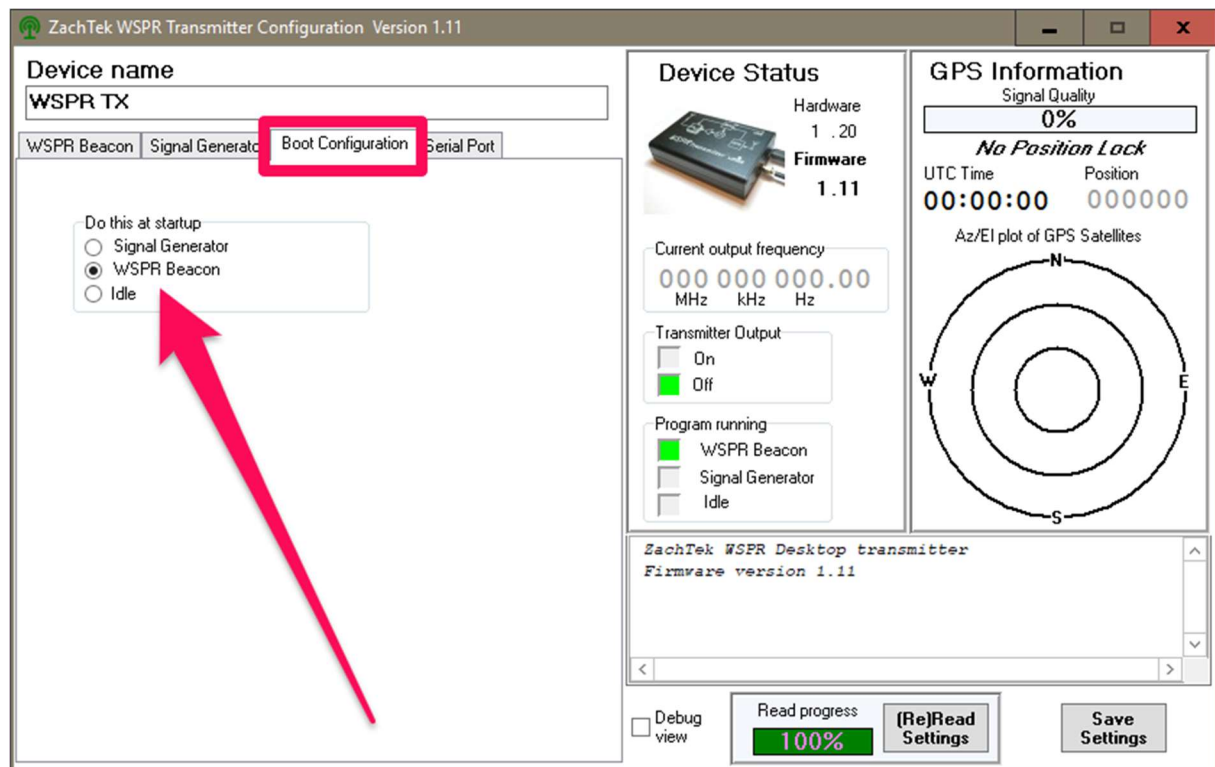 ZachTek WSPR Transmitter Configuration Version 1.11
Device name
WSPR TX
WSPR Beacon
Signal Generato
Boot Configuration
Serial Port
Do this at startup
Signal Generator
WSPR Beacon
Idle
Device Status
Hardware
1 .20
Firmware
1.11
Current output frequency
000 000 000.00
MHz kHz Hz
Transmitter Output
On
Off
Program running
WSPR Beacon
Signal Generator
Idle
GPS Information
Signal Quality
0%
No Position Lock
UTC Time Position
00:00:00 000000
Az/El plot of GPS Satellites
N
W E
S
ZachTek WSPR Desktop transmitter
Firmware version 1.11
Debug
view
Read progress
100%
(Re)Read
Settings
Save
Settings